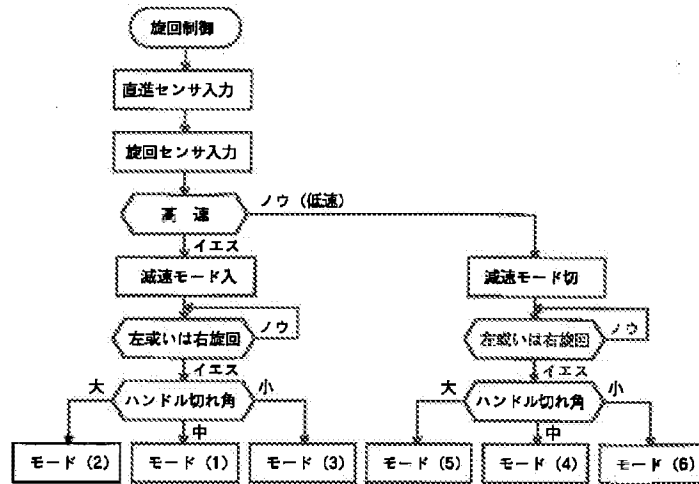 旋回制御
直進センサ入力
旋回センサ入力
高 速
ノウ（低速）
イエス
減速モード入
減速モード切
左或いは右旋回
ノウ
左或いは右旋回
ノウ
イエス
イエス
大
ハンドル切れ角
小
大
ハンドル切れ角
小
中
中
モード（2）
モード（1）
モード（3）
モード（5）
モード（4）
モード（6）